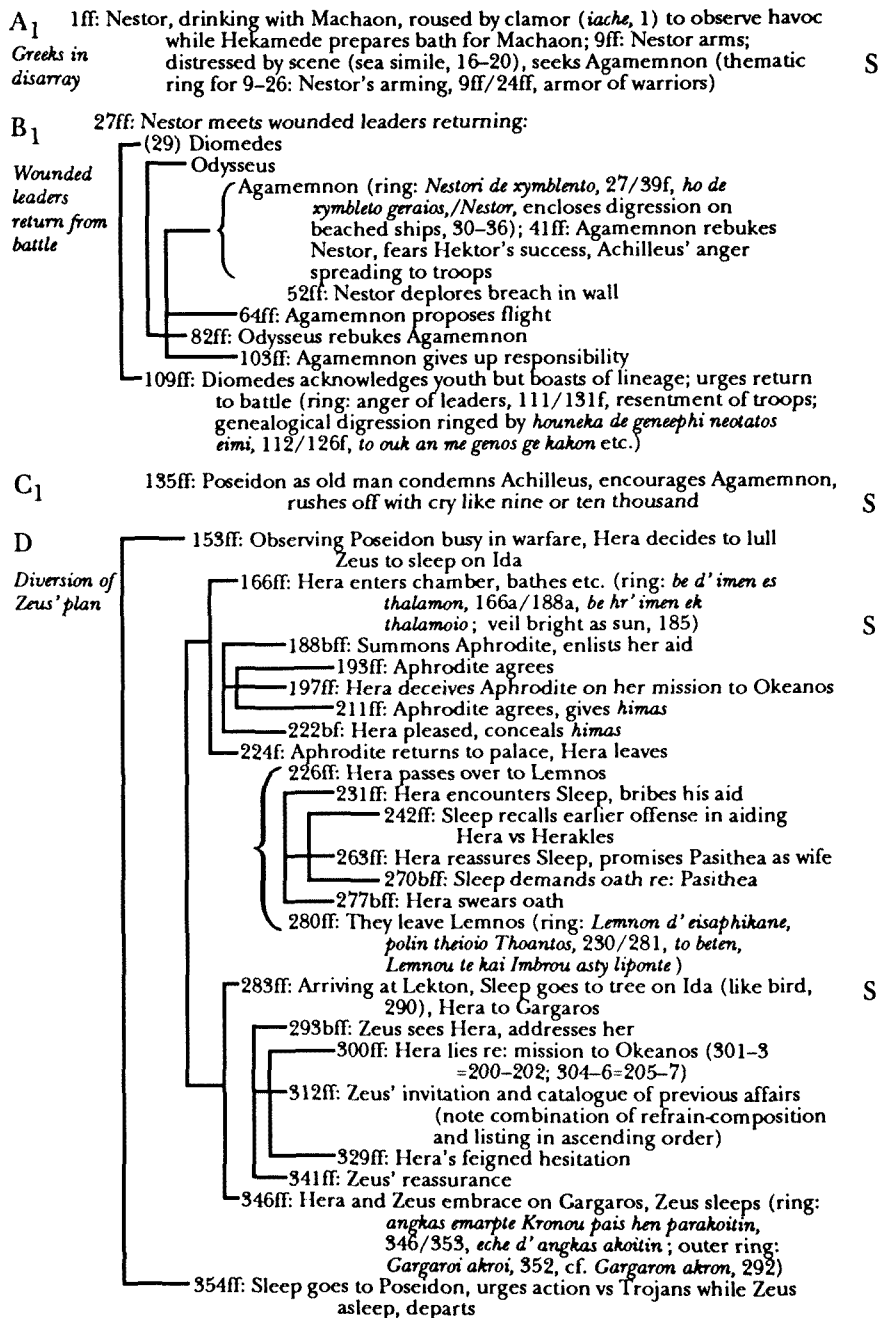 A1 1ff: Nestor, drinking with Machaon, roused by clamor (iache, 1) to observe havoc
Greeks in disarray
while Hekamede prepares bath for Machaon; 9ff: Nestor arms;
distressed by scene (sea simile, 16–20), seeks Agamemnon (thematic
ring for 9–26: Nestor's arming, 9ff/24ff, armor of warriors) S
B1 27ff: Nestor meets wounded leaders returning:
Wounded
leaders
return from
battle
(29) Diomedes
Odysseus
Agamemnon (ring: Nestori de xymblento, 27/39f, ho de
xymbleto geraios,/Nestor, encloses digression on
beached ships, 30–36); 41ff: Agamemnon rebukes
Nestor, fears Hektor's success, Achilleus' anger
spreading to troops
52ff: Nestor deplores breach in wall
64ff: Agamemnon proposes flight
82ff: Odysseus rebukes Agamemnon
103ff: Agamemnon gives up responsibility
109ff: Diomedes acknowledges youth but boasts of lineage; urges return
to battle (ring: anger of leaders, 111/131f, resentment of troops;
genealogical digression ringed by houneka de geneephi neotatos
eimi, 112/126f, to ouk an me genos ge kakon etc.)
C1 135ff: Poseidon as old man condemns Achilleus, encourages Agamemnon,
rushes off with cry like nine or ten thousand S
D 153ff: Observing Poseidon busy in warfare, Hera decides to lull
Diversion of
Zeus' plan
Zeus to sleep on Ida
166ff: Hera enters chamber, bathes etc. (ring: be d' imen es
thalamon, 166a/188a, be hr' imen ek
thalamoio; veil bright as sun, 185) S
188bff: Summons Aphrodite, enlists her aid
193ff: Aphrodite agrees
197ff: Hera deceives Aphrodite on her mission to Okeanos
211ff: Aphrodite agrees, gives himas
222bf: Hera pleased, conceals himas
224f: Aphrodite returns to palace, Hera leaves
226ff: Hera passes over to Lemnos
231ff: Hera encounters Sleep, bribes his aid
242ff: Sleep recalls earlier offense in aiding
Hera vs Herakles
263ff: Hera reassures Sleep, promises Pasithea as wife
270bff: Sleep demands oath re: Pasithea
277bff: Hera swears oath
280ff: They leave Lemnos (ring: Lemnon d' eisaphikane,
polin theioio Thoantos, 230/281, to beten,
Lemnou te kai Imbrou asty liponte)
283ff: Arriving at Lekton, Sleep goes to tree on Ida (like bird, S
290), Hera to Gargaros
293bff: Zeus sees Hera, addresses her
300ff: Hera lies re: mission to Okeanos (301–3
=200–202; 304–6=205–7)
312ff: Zeus' invitation and catalogue of previous affairs
(note combination of refrain-composition
and listing in ascending order)
329ff: Hera's feigned hesitation
341ff: Zeus' reassurance
346ff: Hera and Zeus embrace on Gargaros, Zeus sleeps (ring:
angkas emarpte Kronou pais hen parakoitin,
346/353, eche d' angkas akoitin; outer ring:
Gargaroi akroi, 352, cf. Gargaron akron, 292)
354ff: Sleep goes to Poseidon, urges action vs Trojans while Zeus
asleep, departs